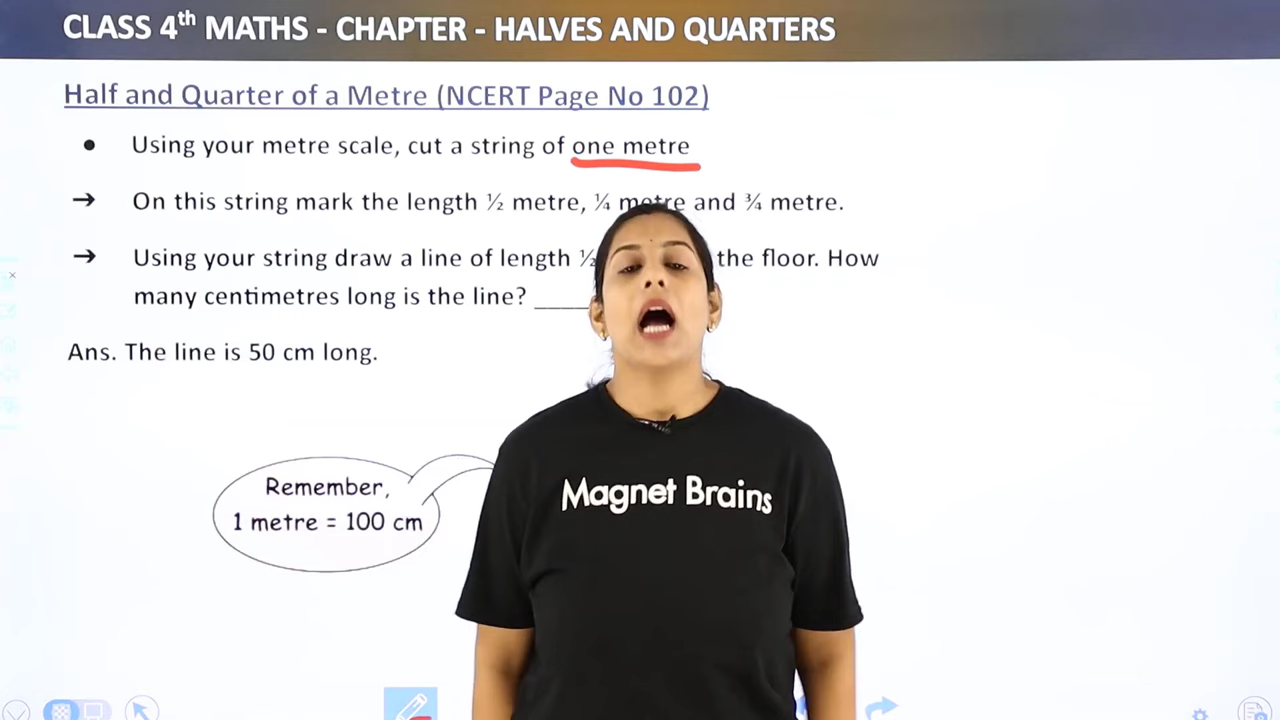 CLASS 4th MATHS - CHAPTER - HALVES AND QUARTERS
Half and Quarter of a Metre (NCERT Page No 102)
● Using your metre scale, cut a string of one metre
→ On this string mark the length ½ metre, ¼ metre and ¾ metre.
→ Using your string draw a line of length ½ the floor. How
many centimetres long is the line? ____
Ans. The line is 50 cm long.
Remember,
1 metre = 100 cm
Magnet Brains